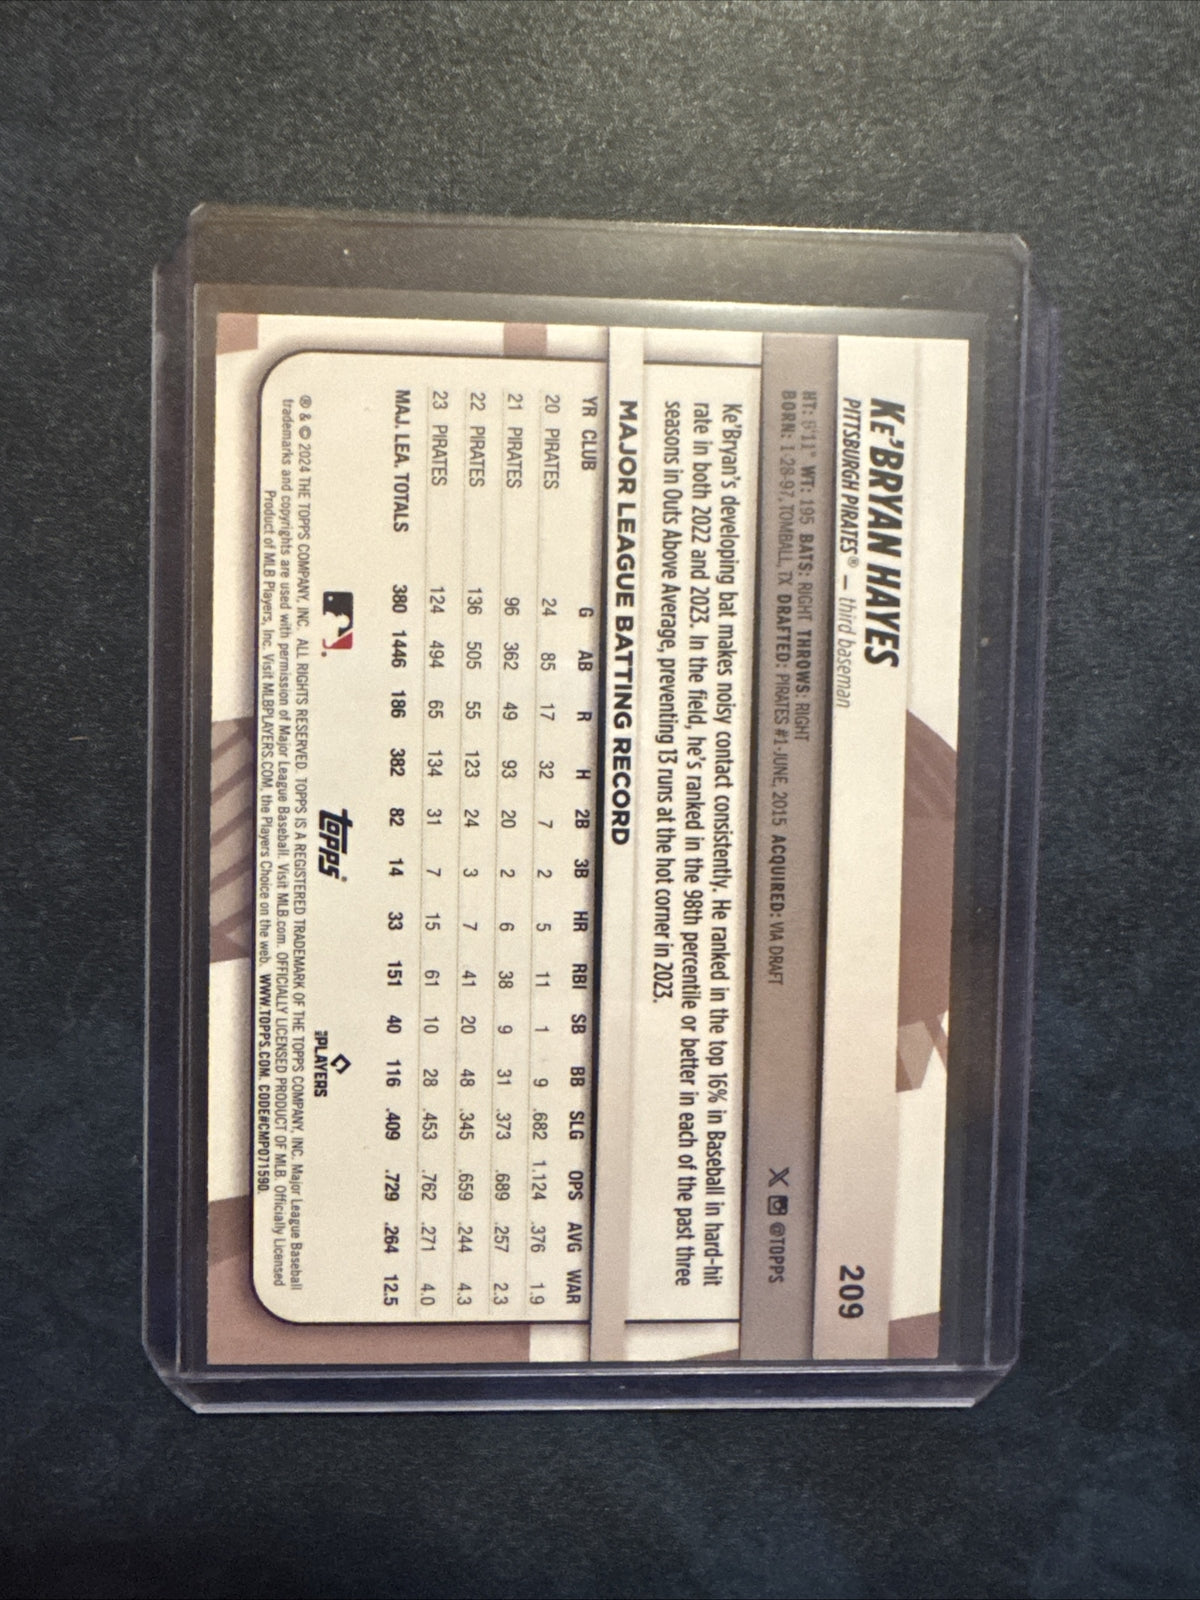 KE'BRYAN HAYES
PITTSBURGH PIRATES® – third baseman
209
HT: 5'11" WT: 195 BATS: RIGHT THROWS: RIGHT
BORN: 1-28-97, TOMBALL, TX DRAFTED: PIRATES #1-JUNE, 2015 ACQUIRED: VIA DRAFT
@TOPPS
Ke'Bryan's developing bat makes noisy contact consistently. He ranked in the top 16% in Baseball in hard-hit
rate in both 2022 and 2023. In the field, he's ranked in the 98th percentile or better in each of the past three
seasons in Outs Above Average, preventing 13 runs at the hot corner in 2023.
MAJOR LEAGUE BATTING RECORD
YR CLUB G AB R H 2B 3B HR RBI SB BB SLG OPS AVG WAR
20 PIRATES 24 85 17 32 7 2 5 11 1 9 .682 1.124 .376 1.9
21 PIRATES 96 362 49 93 20 2 6 38 9 31 .373 .689 .257 2.3
22 PIRATES 136 505 55 123 24 3 7 41 20 48 .345 .659 .244 4.3
23 PIRATES 124 494 65 134 31 7 15 61 10 28 .453 .762 .271 4.0
MAJ. LEA. TOTALS 380 1446 186 382 82 14 33 151 40 116 .409 .729 .264 12.5
topps®
MLB PLAYERS
® & © 2024 THE TOPPS COMPANY, INC. ALL RIGHTS RESERVED. TOPPS IS A REGISTERED TRADEMARK OF THE TOPPS COMPANY, INC. Major League Baseball
trademarks and copyrights are used with permission of Major League Baseball. Visit MLB.com. OFFICIALLY LICENSED PRODUCT OF MLB. Officially Licensed
Product of MLB Players, Inc. Visit MLBPLAYERS.COM, the Players Choice on the web. WWW.TOPPS.COM. CODE#CMP071590.